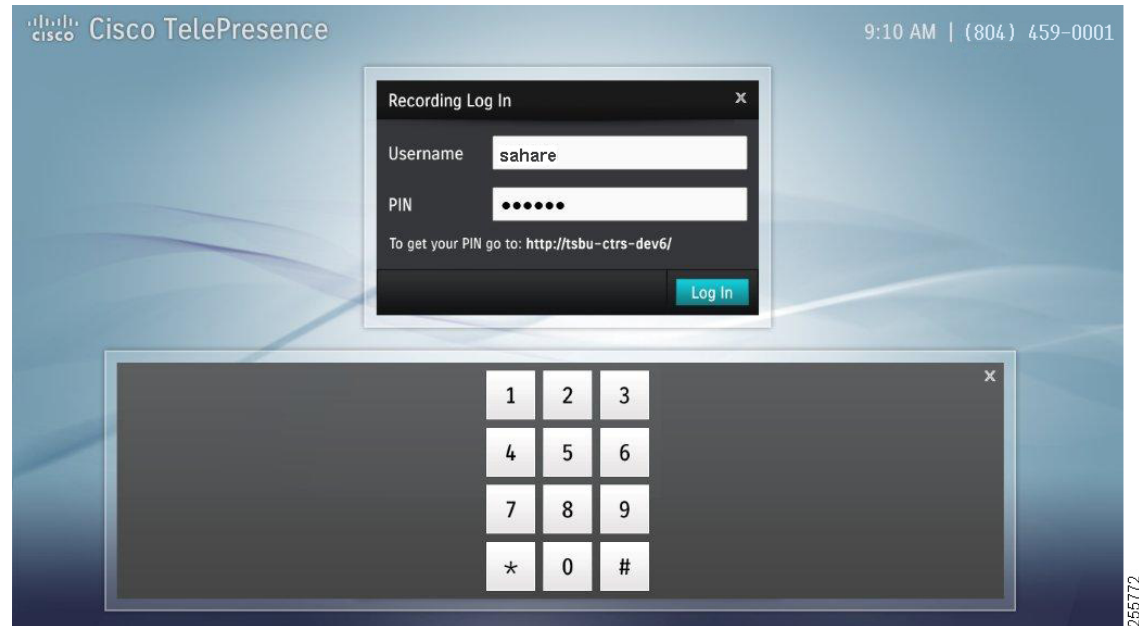 cisco Cisco TelePresence
9:10 AM | (804) 459-0001
Recording Log In x
Username sahare
PIN ••••••
To get your PIN go to: http://tsbu-ctrs-dev6/
Log In
x
1 2 3
4 5 6
7 8 9
* 0 #
255772